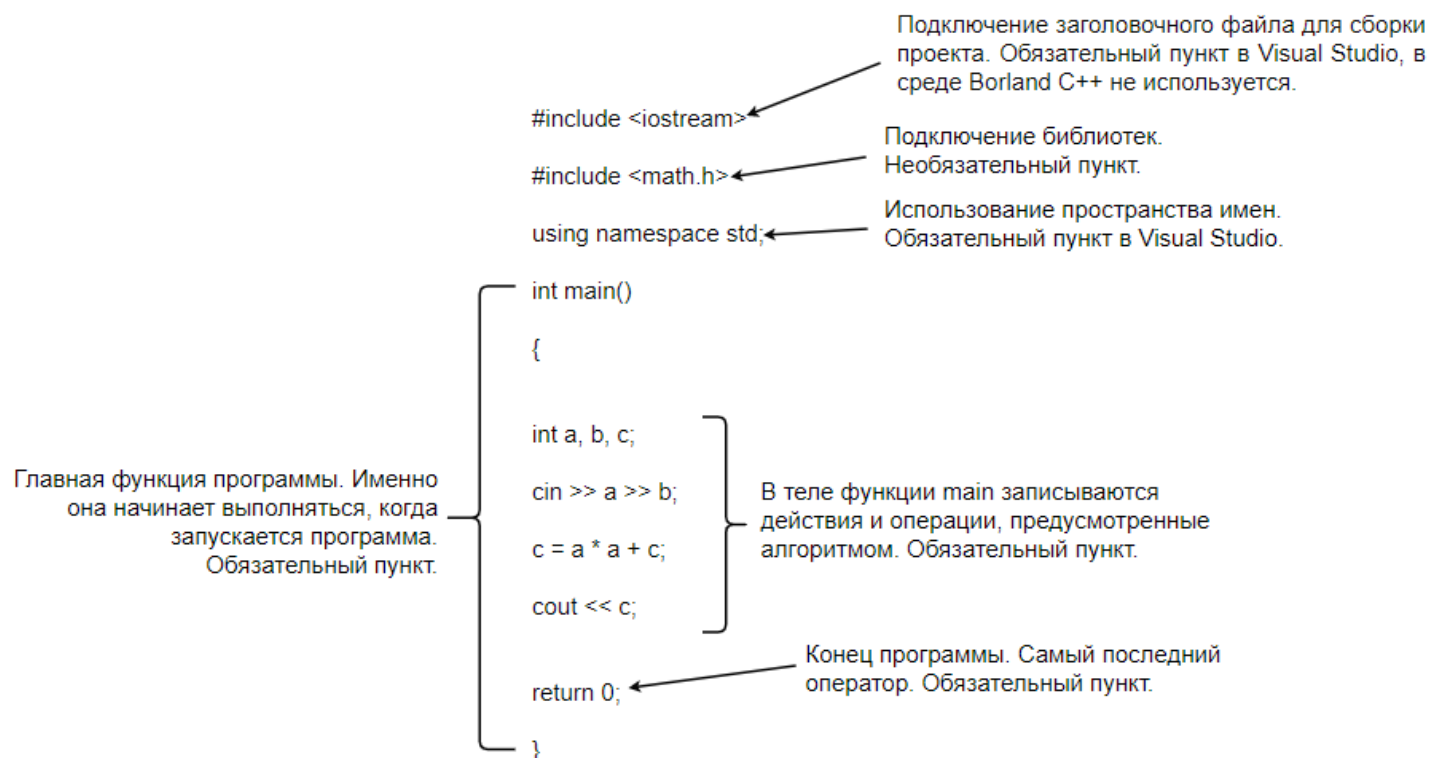 Подключение заголовочного файла для сборки
проекта. Обязательный пункт в Visual Studio, в
среде Borland C++ не используется.
#include <iostream>
Подключение библиотек.
Необязательный пункт.
#include <math.h>
Использование пространства имен.
Обязательный пункт в Visual Studio.
using namespace std;
int main()
{
Главная функция программы. Именно
она начинает выполняться, когда
запускается программа.
Обязательный пункт.
int a, b, c;
cin >> a >> b;
c = a * a + c;
cout << c;
В теле функции main записываются
действия и операции, предусмотренные
алгоритмом. Обязательный пункт.
Конец программы. Самый последний
оператор. Обязательный пункт.
return 0;
}